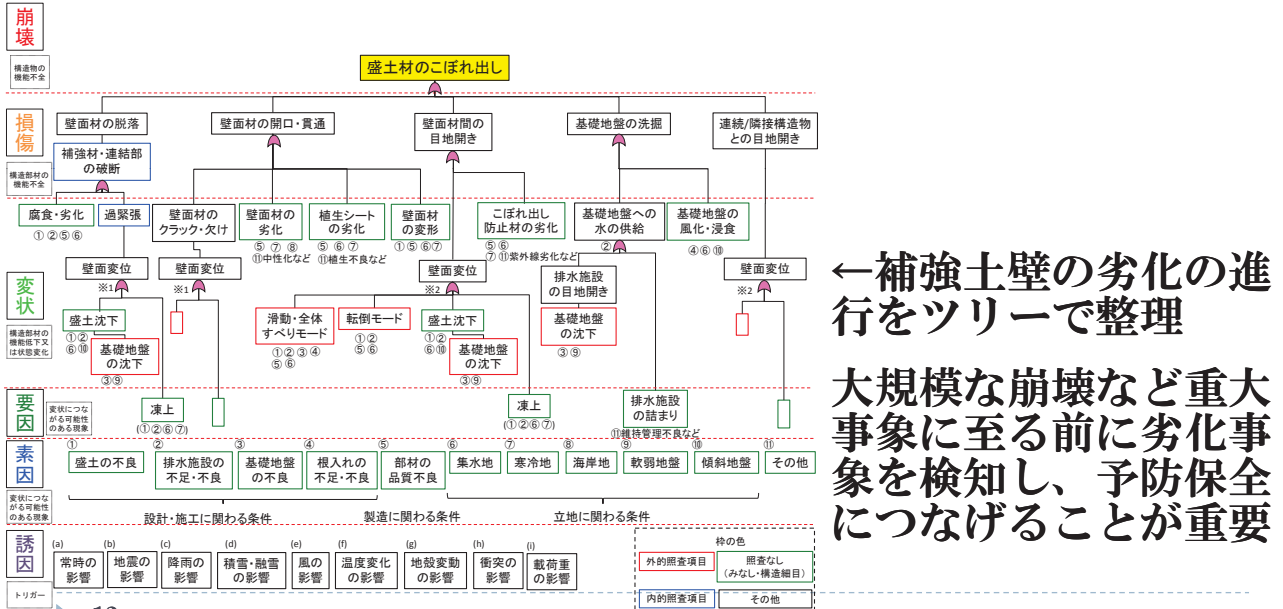 崩
壊
構造物の
機能不全
盛土材のこぼれ出し
損
傷
構造部材の
機能不全
壁面材の脱落
壁面材の開口・貫通
壁面材間の
目地開き
基礎地盤の洗掘
連続/隣接構造物
との目地開き
補強材・連結部
の破断
変
状
構造部材の
機能低下又
は状態変化
腐食・劣化
①②⑤⑥
過緊張
壁面材の
クラック・欠け
壁面材の
劣化
⑤ ⑦ ⑧
⑪中性化など
植生シート
の劣化
⑤ ⑥ ⑦
⑪植生不良など
壁面材
の変形
①⑤⑥⑦
こぼれ出し
防止材の劣化
⑤⑥
⑦ ⑪紫外線劣化など
基礎地盤への
水の供給
②
基礎地盤の
風化・浸食
④⑥⑩
壁面変位
※1
壁面変位
※1
壁面変位
※2
排水施設
の目地開き
壁面変位
※2
盛土沈下
①②
⑥⑩
基礎地盤
の沈下
③⑨
滑動・全体
すべりモード
①②③④
⑤⑥
転倒モード
①②
⑤⑥
盛土沈下
①②
⑥⑩
基礎地盤
の沈下
③⑨
基礎地盤
の沈下
③⑨
要
因
変状につな
がる可能性
のある現象
凍上
(①②⑥⑦)
凍上
(①②⑥⑦)
排水施設
の詰まり
⑪維持管理不良など
素
因
変状につな
がる可能性
のある現象
①
盛土の不良
②
排水施設の
不足・不良
③
基礎地盤
の不良
④
根入れの
不足・不良
⑤
部材の
品質不良
⑥
集水地
⑦
寒冷地
⑧
海岸地
⑨
軟弱地盤
⑩
傾斜地盤
⑪
その他
設計・施工に関わる条件
製造に関わる条件
立地に関わる条件
誘
因
トリガー
(a)
常時の
影響
(b)
地震の
影響
(c)
降雨の
影響
(d)
積雪・融雪
の影響
(e)
風の
影響
(f)
温度変化
の影響
(g)
地殻変動
の影響
(h)
衝突の
影響
(i)
載荷重
の影響
枠の色
外的照査項目
照査なし
(みなし・構造細目)
内的照査項目
その他
←補強土壁の劣化の進
行をツリーで整理
大規模な崩壊など重大
事象に至る前に劣化事
象を検知し、予防保全
につなげることが重要